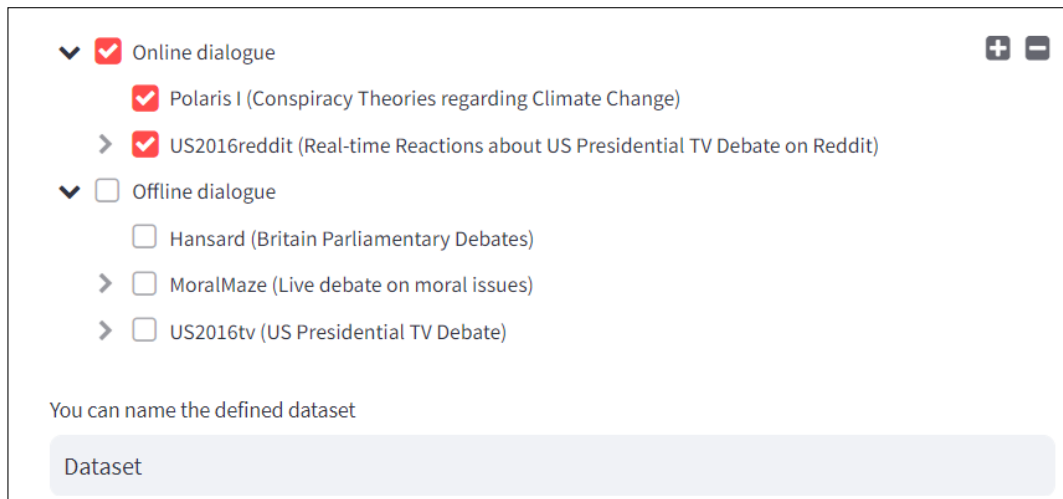 Online dialogue
Polaris I (Conspiracy Theories regarding Climate Change)
US2016reddit (Real-time Reactions about US Presidential TV Debate on Reddit)
Offline dialogue
Hansard (Britain Parliamentary Debates)
MoralMaze (Live debate on moral issues)
US2016tv (US Presidential TV Debate)
You can name the defined dataset
Dataset